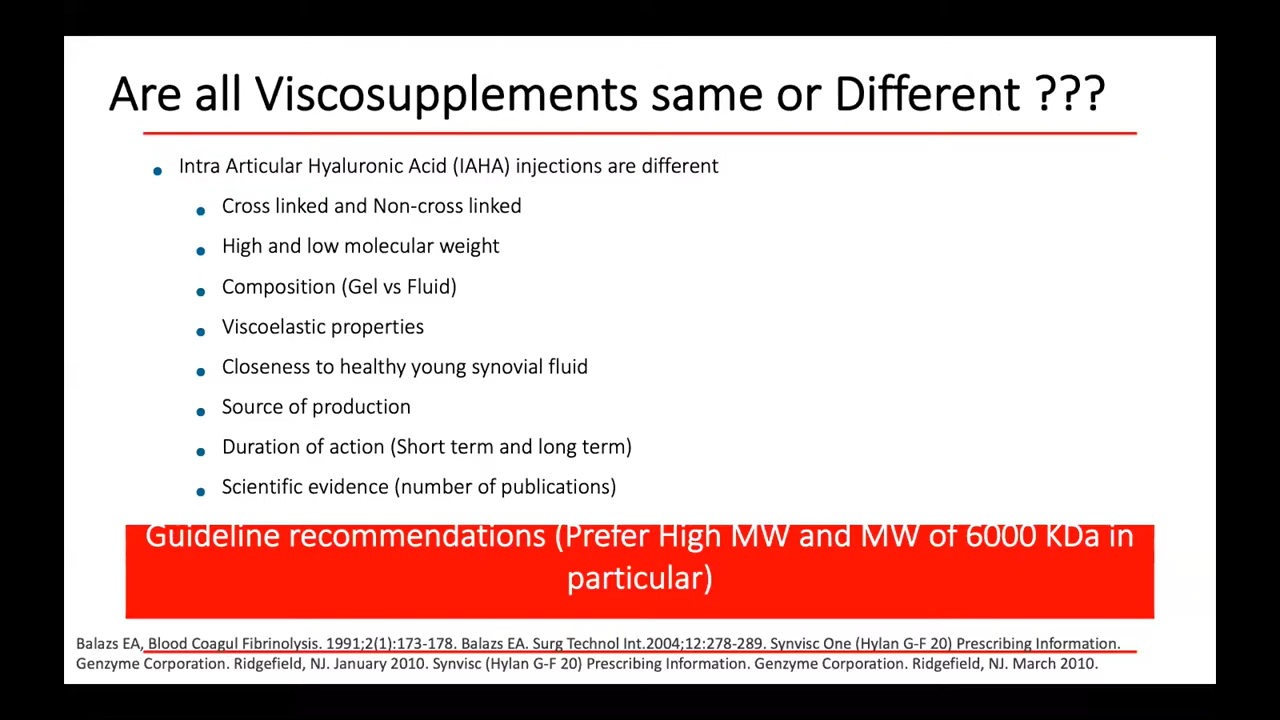 Are all Viscosupplements same or Different ???
• Intra Articular Hyaluronic Acid (IAHA) injections are different
• Cross linked and Non-cross linked
• High and low molecular weight
• Composition (Gel vs Fluid)
• Viscoelastic properties
• Closeness to healthy young synovial fluid
• Source of production
• Duration of action (Short term and long term)
• Scientific evidence (number of publications)
Guideline recommendations (Prefer High MW and MW of 6000 KDa in
particular)
Balazs EA, Blood Coagul Fibrinolysis. 1991;2(1):173-178. Balazs EA. Surg Technol Int.2004;12:278-289. Synvisc One (Hylan G-F 20) Prescribing Information.
Genzyme Corporation. Ridgefield, NJ. January 2010. Synvisc (Hylan G-F 20) Prescribing Information. Genzyme Corporation. Ridgefield, NJ. March 2010.